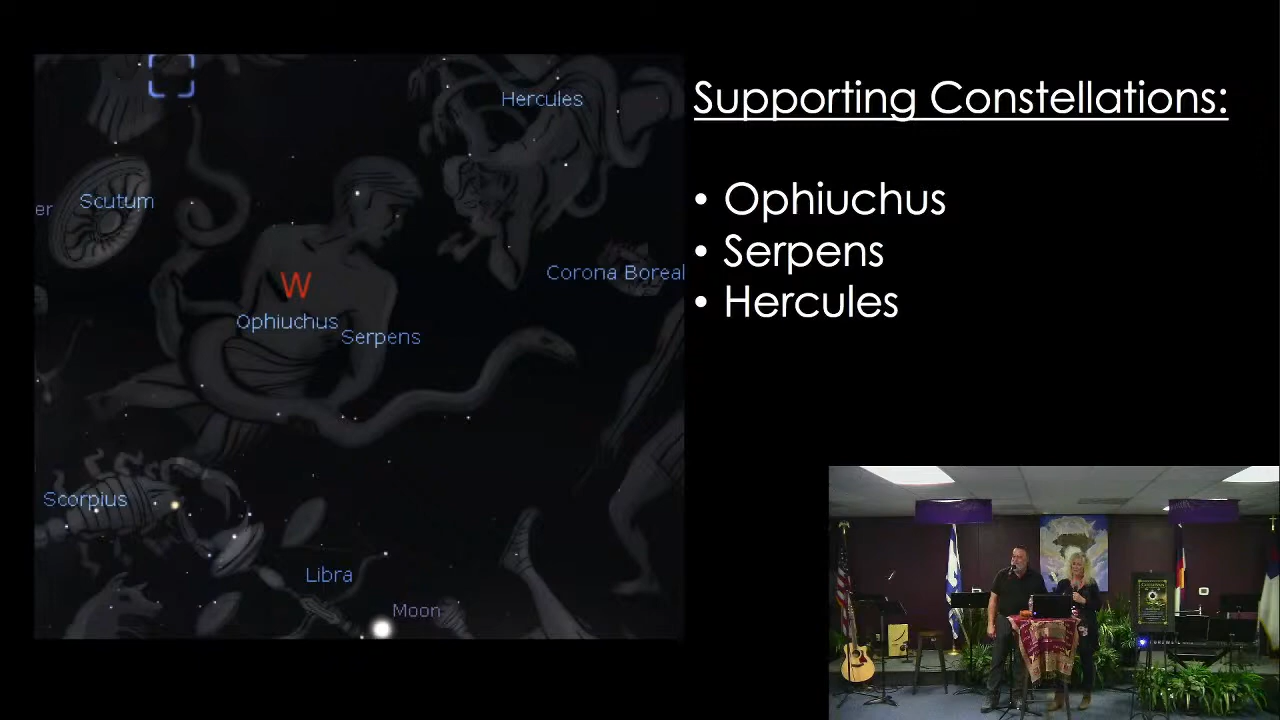 Supporting Constellations:
• Ophiuchus
• Serpens
• Hercules
Hercules
Scutum
er
Corona Boreal
W
Ophiuchus
Serpens
Scorpius
Libra
Moon